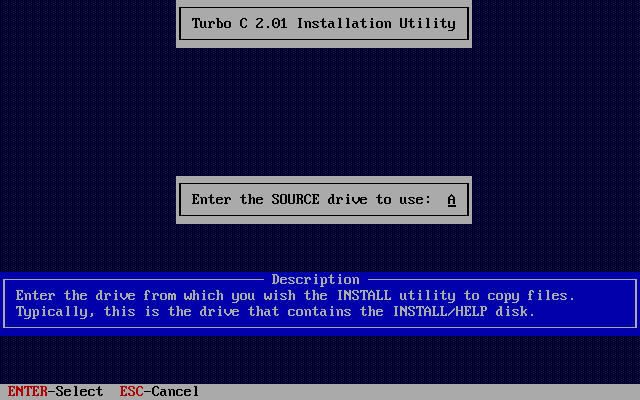 Turbo C 2.01 Installation Utility
Enter the SOURCE drive to use: A
Description
Enter the drive from which you wish the INSTALL utility to copy files.
Typically, this is the drive that contains the INSTALL/HELP disk.
ENTER-Select ESC-Cancel